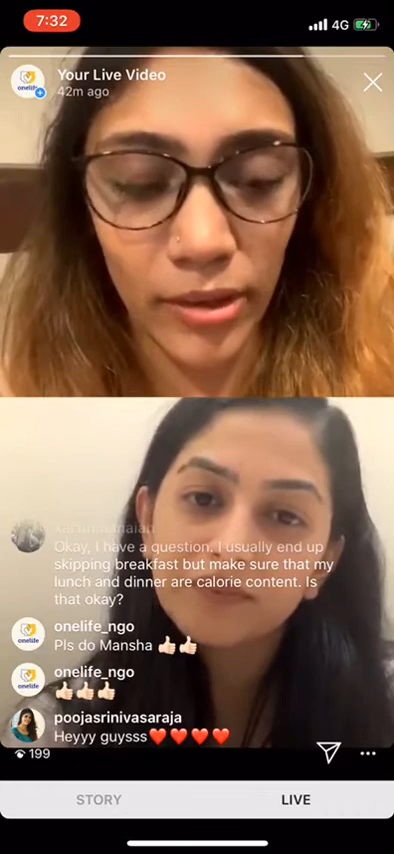 7:32
4G
Your Live Video
onelife
42m ago
Okay, I have a question. I usually end up
skipping breakfast but make sure that my
lunch and dinner are calorie content. Is
that okay?
onelife_ngo
onelife
Pls do Mansha 👍🏻👍🏻
onelife_ngo
onelife
👍🏻👍🏻👍🏻
poojasrinivasaraja
Heyyy guysss❤️❤️❤️❤️
199
STORY
LIVE